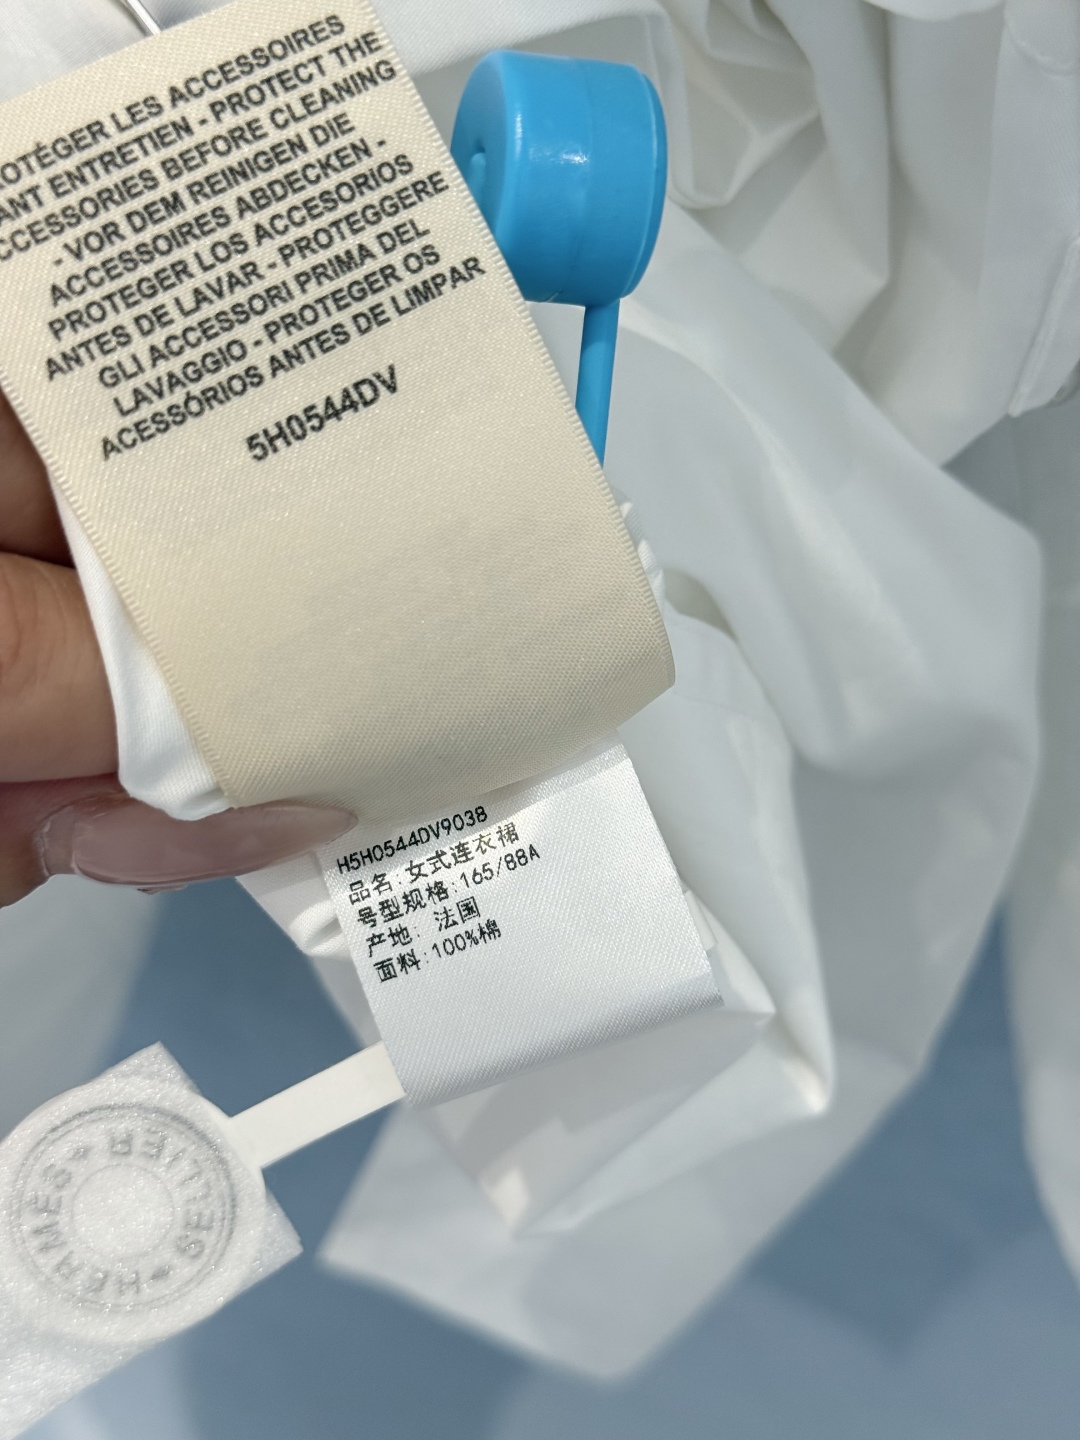 OTÉGER LES ACCESSOIRES
ANT ENTRETIEN - PROTECT THE
CCESSORIES BEFORE CLEANING
- VOR DEM REINIGEN DIE
ACCESSOIRES ABDECKEN -
PROTEGER LOS ACCESORIOS
ANTES DE LAVAR - PROTEGGERE
GLI ACCESSORI PRIMA DEL
LAVAGGIO - PROTEGER OS
ACESSÓRIOS ANTES DE LIMPAR
5H0544DV
H5H0544DV9038
品名:女式连衣裙
号型规格:165/88A
产地: 法国
面料:100%棉
HERMÈS SELLIER